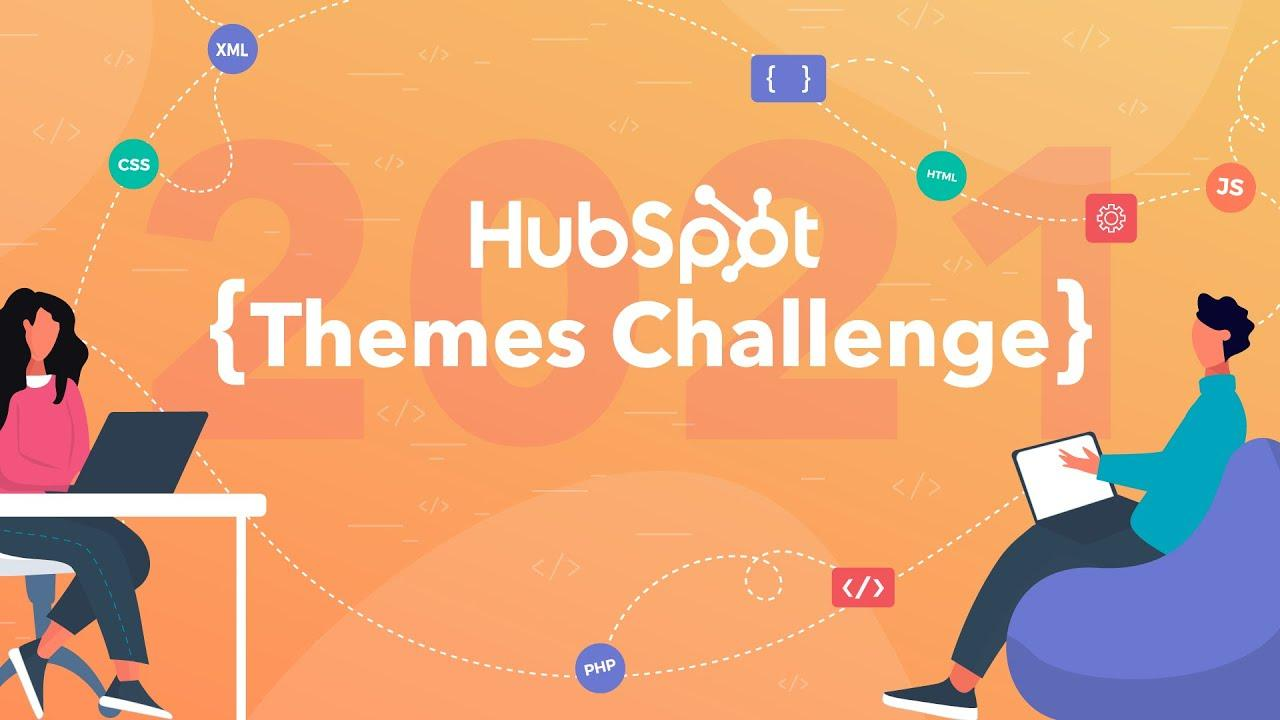 XML
{ }
CSS
HTML
JS
2021
HubSpot
{Themes Challenge}
</>
PHP